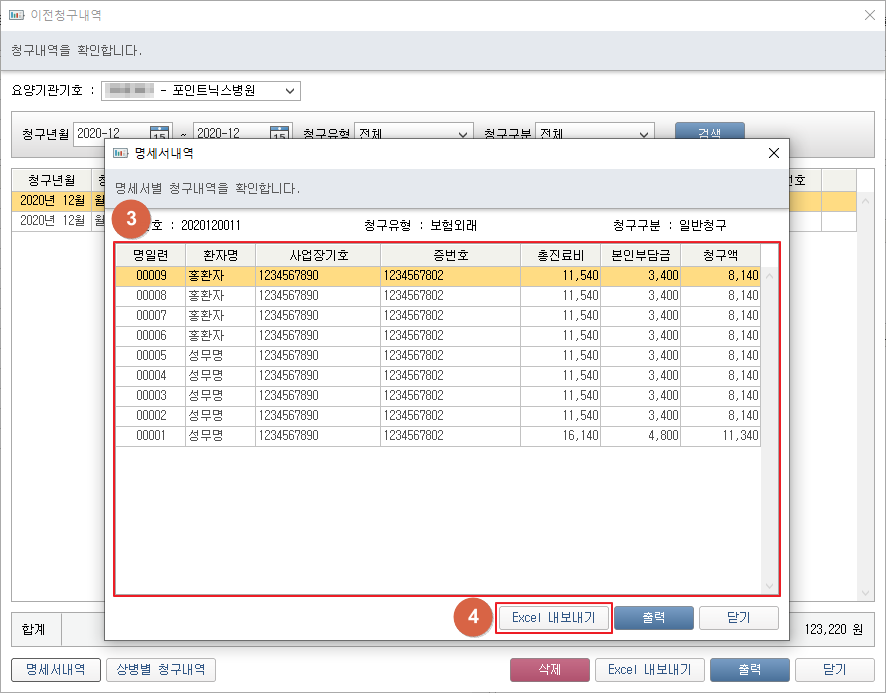 이전청구내역
청구내역을 확인합니다.
요양기관기호 : - 포인트닉스병원
청구년월 2020-12 15 ~ 2020-12 15 청구유형 전체 청구구분 전체 검색
청구년월
2020년 12월 월
2020년 12월 월
명세서내역
명세서별 청구내역을 확인합니다.
3 : 2020120011 청구유형 : 보험외래 청구구분 : 일반청구
명일련 환자명 사업장기호 증번호 총진료비 본인부담금 청구액
00009 홍환자 1234567890 1234567802 11,540 3,400 8,140
00008 홍환자 1234567890 1234567802 11,540 3,400 8,140
00007 홍환자 1234567890 1234567802 11,540 3,400 8,140
00006 홍환자 1234567890 1234567802 11,540 3,400 8,140
00005 성무명 1234567890 1234567802 11,540 3,400 8,140
00004 성무명 1234567890 1234567802 11,540 3,400 8,140
00003 성무명 1234567890 1234567802 11,540 3,400 8,140
00002 성무명 1234567890 1234567802 11,540 3,400 8,140
00001 성무명 1234567890 1234567802 16,140 4,800 11,340
4 Excel 내보내기 출력 닫기
합계 123,220 원
명세서내역 상병별 청구내역 삭제 Excel 내보내기 출력 닫기